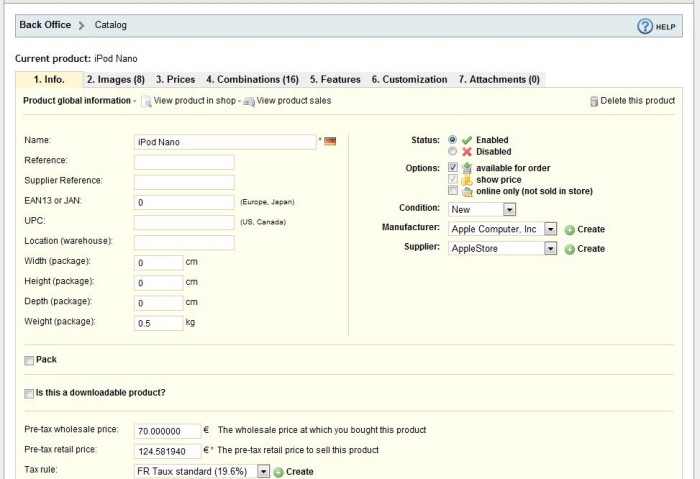 Back Office > Catalog
HELP
Current product: iPod Nano
1. Info. 2. Images (8) 3. Prices 4. Combinations (16) 5. Features 6. Customization 7. Attachments (0)
Product global information - View product in shop - View product sales
Delete this product
Name: iPod Nano *
Reference:
Supplier Reference:
EAN13 or JAN: 0 (Europe, Japan)
UPC: (US, Canada)
Location (warehouse):
Width (package): 0 cm
Height (package): 0 cm
Depth (package): 0 cm
Weight (package): 0.5 kg
Status: Enabled
Disabled
Options: available for order
show price
online only (not sold in store)
Condition: New
Manufacturer: Apple Computer, Inc Create
Supplier: AppleStore Create
Pack
Is this a downloadable product?
Pre-tax wholesale price: 70.000000 € The wholesale price at which you bought this product
Pre-tax retail price: 124.581940 €* The pre-tax retail price to sell this product
Tax rule: FR Taux standard (19.6%) Create